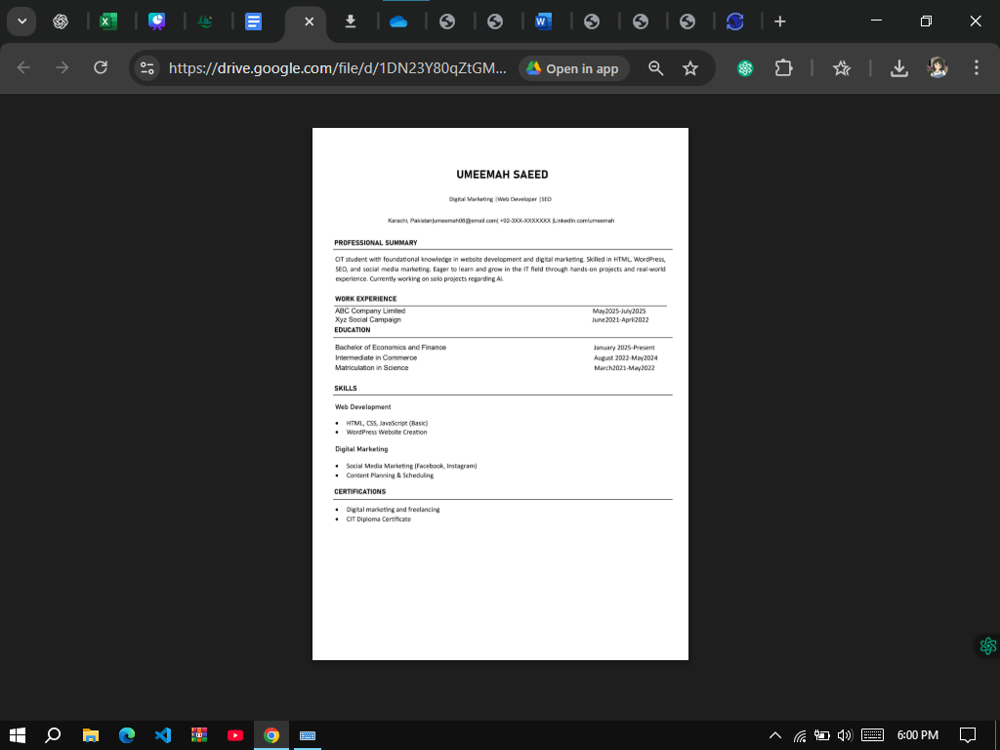 https://drive.google.com/file/d/1DN23Y80qZtGM...
Open in app
UMEEMAH SAEED
Digital Marketing |Web Developer |SEO
Karachi, Pakistan|umeemah06@email.com| +92-3XX-XXXXXXX |LinkedIn.com/umeemah
PROFESSIONAL SUMMARY
CIT student with foundational knowledge in website development and digital marketing. Skilled in HTML, WordPress,
SEO, and social media marketing. Eager to learn and grow in the IT field through hands-on projects and real-world
experience. Currently working on solo projects regarding Ai.
WORK EXPERIENCE
ABC Company Limited May2025-July2025
Xyz Social Campaign June2021-April2022
EDUCATION
Bachelor of Economics and Finance January 2025-Present
Intermediate in Commerce August 2022-May2024
Matriculation in Science March2021-May2022
SKILLS
Web Development
• HTML, CSS, JavaScript (Basic)
• WordPress Website Creation
Digital Marketing
• Social Media Marketing (Facebook, Instagram)
• Content Planning & Scheduling
CERTIFICATIONS
• Digital marketing and freelancing
• CIT Diploma Certificate
6:00 PM